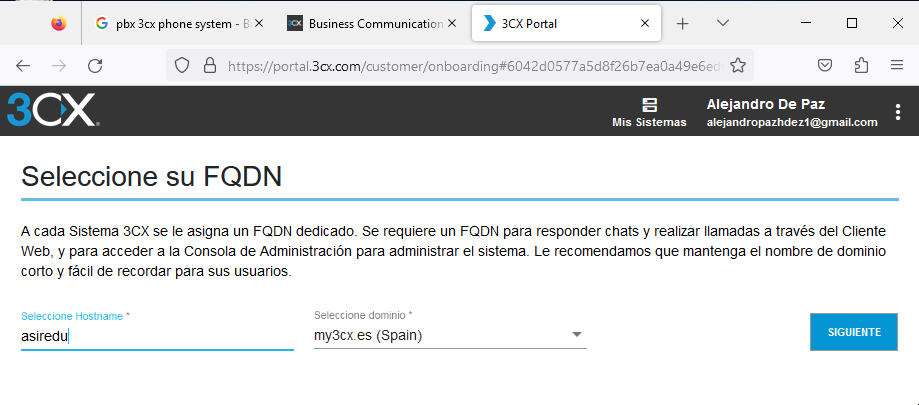 pbx 3cx phone system - B
Business Communication
3CX Portal
https://portal.3cx.com/customer/onboarding#6042d0577a5d8f26b7ea0a49e6ed
3CX
Mis Sistemas
Alejandro De Paz
alejandropazhdez1@gmail.com
Seleccione su FQDN
A cada Sistema 3CX se le asigna un FQDN dedicado. Se requiere un FQDN para responder chats y realizar llamadas a través del Cliente
Web, y para acceder a la Consola de Administración para administrar el sistema. Le recomendamos que mantenga el nombre de dominio
corto y fácil de recordar para sus usuarios.
Seleccione Hostname *
Seleccione dominio *
asiredu
my3cx.es (Spain)
SIGUIENTE